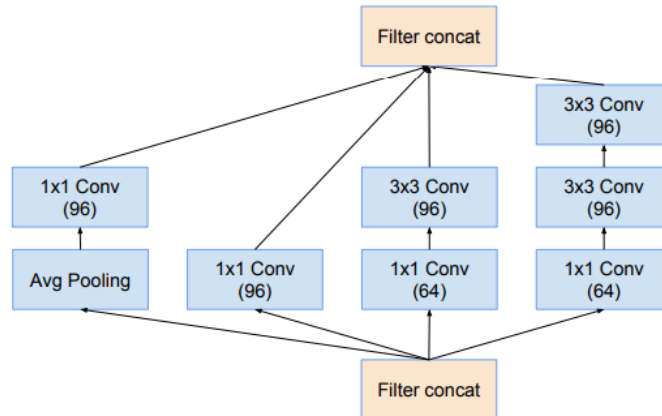 Filter concat
3x3 Conv
(96)
1x1 Conv
(96)
3x3 Conv
(96)
3x3 Conv
(96)
Avg Pooling
1x1 Conv
(96)
1x1 Conv
(64)
1x1 Conv
(64)
Filter concat